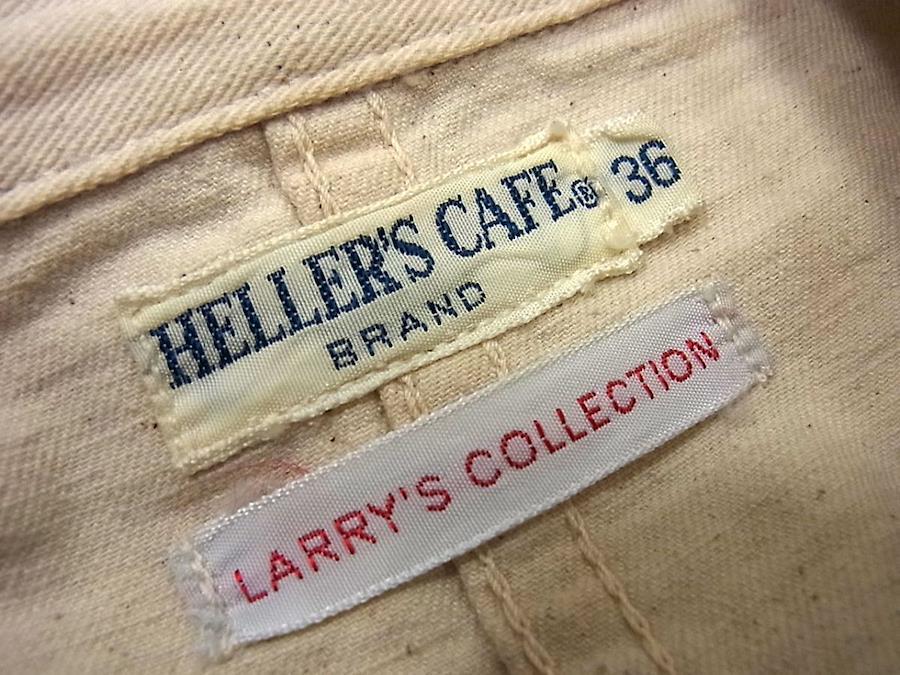 HELLER'S CAFE® 36
BRAND
LARRY'S COLLECTION